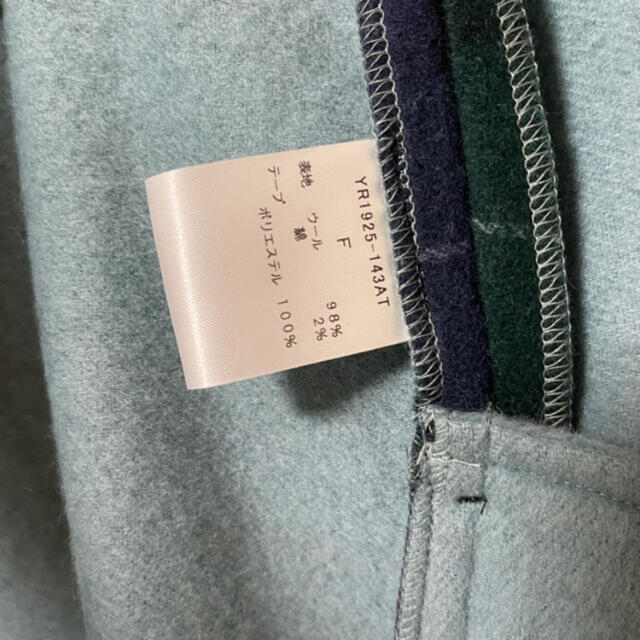 YR1925-143AT
F
表地 ウール 98%
綿 2%
テープ ポリエステル 100%